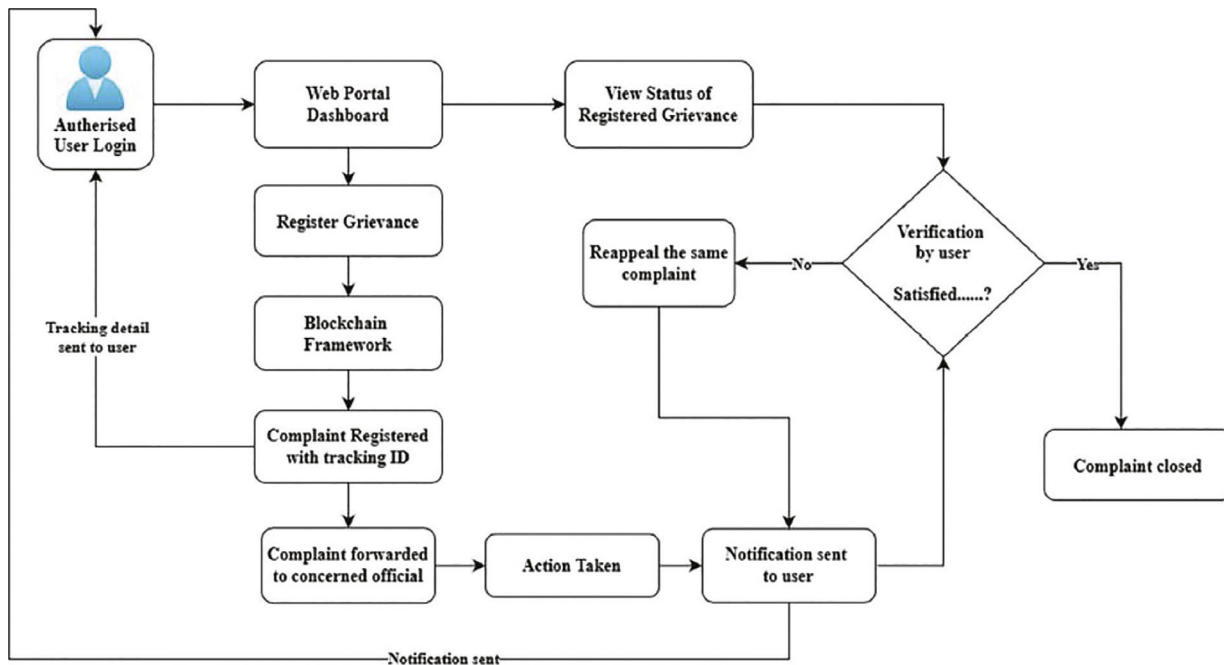 Autherised
User Login
Web Portal
Dashboard
View Status of
Registered Grievance
Register Grievance
Reappeal the same
complaint
No
Verification
by user
Satisfied......?
Yes
Tracking detail
sent to user
Blockchain
Framework
Complaint Registered
with tracking ID
Complaint closed
Complaint forwarded
to concerned official
Action Taken
Notification sent
to user
Notification sent